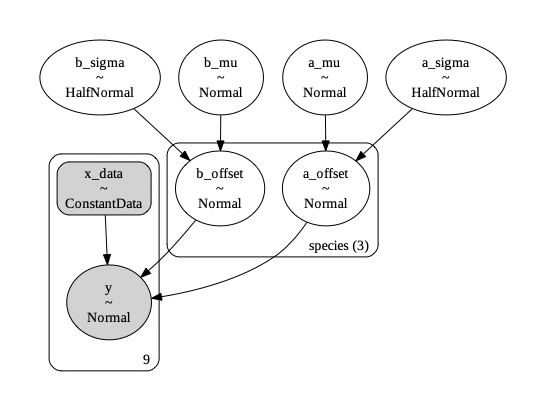 b_sigma
~
HalfNormal
b_mu
~
Normal
a_mu
~
Normal
a_sigma
~
HalfNormal
x_data
~
ConstantData
b_offset
~
Normal
a_offset
~
Normal
species (3)
y
~
Normal
9